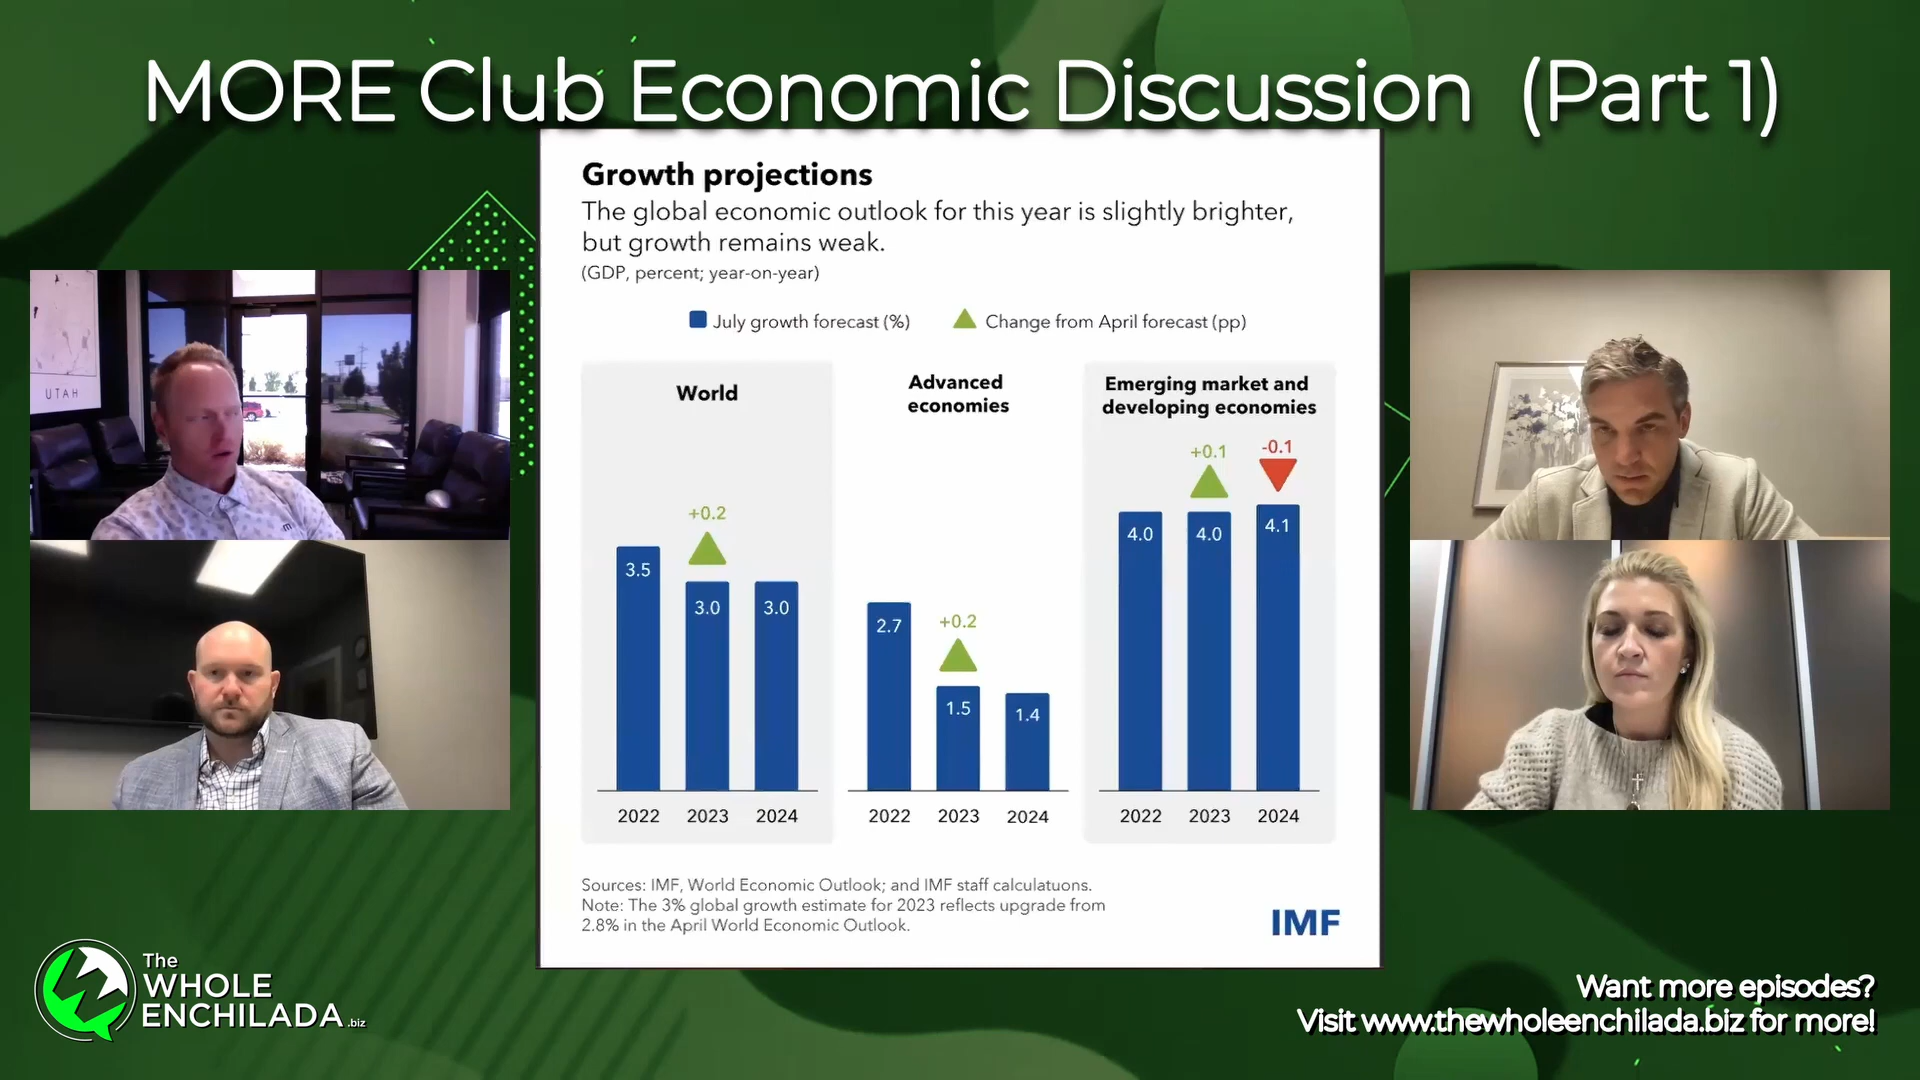 MORE Club Economic Discussion (Part 1)
Growth projections
The global economic outlook for this year is slightly brighter,
but growth remains weak.
(GDP, percent; year-on-year)
July growth forecast (%)
Change from April forecast (pp)
World
+0.2
3.5
3.0
3.0
2022
2023
2024
Advanced
economies
+0.2
2.7
1.5
1.4
2022
2023
2024
Emerging market and
developing economies
+0.1
-0.1
4.0
4.0
4.1
2022
2023
2024
Sources: IMF, World Economic Outlook; and IMF staff calculatuons.
Note: The 3% global growth estimate for 2023 reflects upgrade from
2.8% in the April World Economic Outlook.
IMF
UTAH
m
The
WHOLE
ENCHILADA.biz
Want more episodes?
Visit www.thewholeenchilada.biz for more!